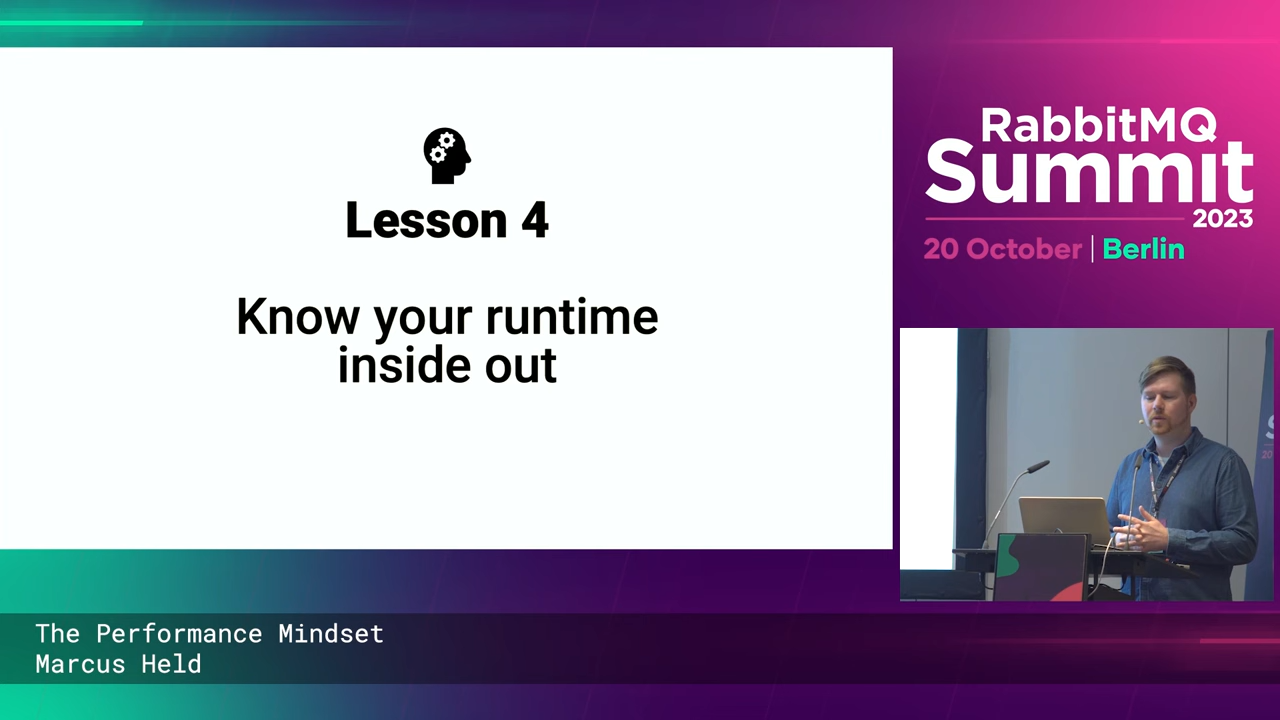 Lesson 4
Know your runtime
inside out
RabbitMQ
Summit
2023
20 October | Berlin
The Performance Mindset
Marcus Held